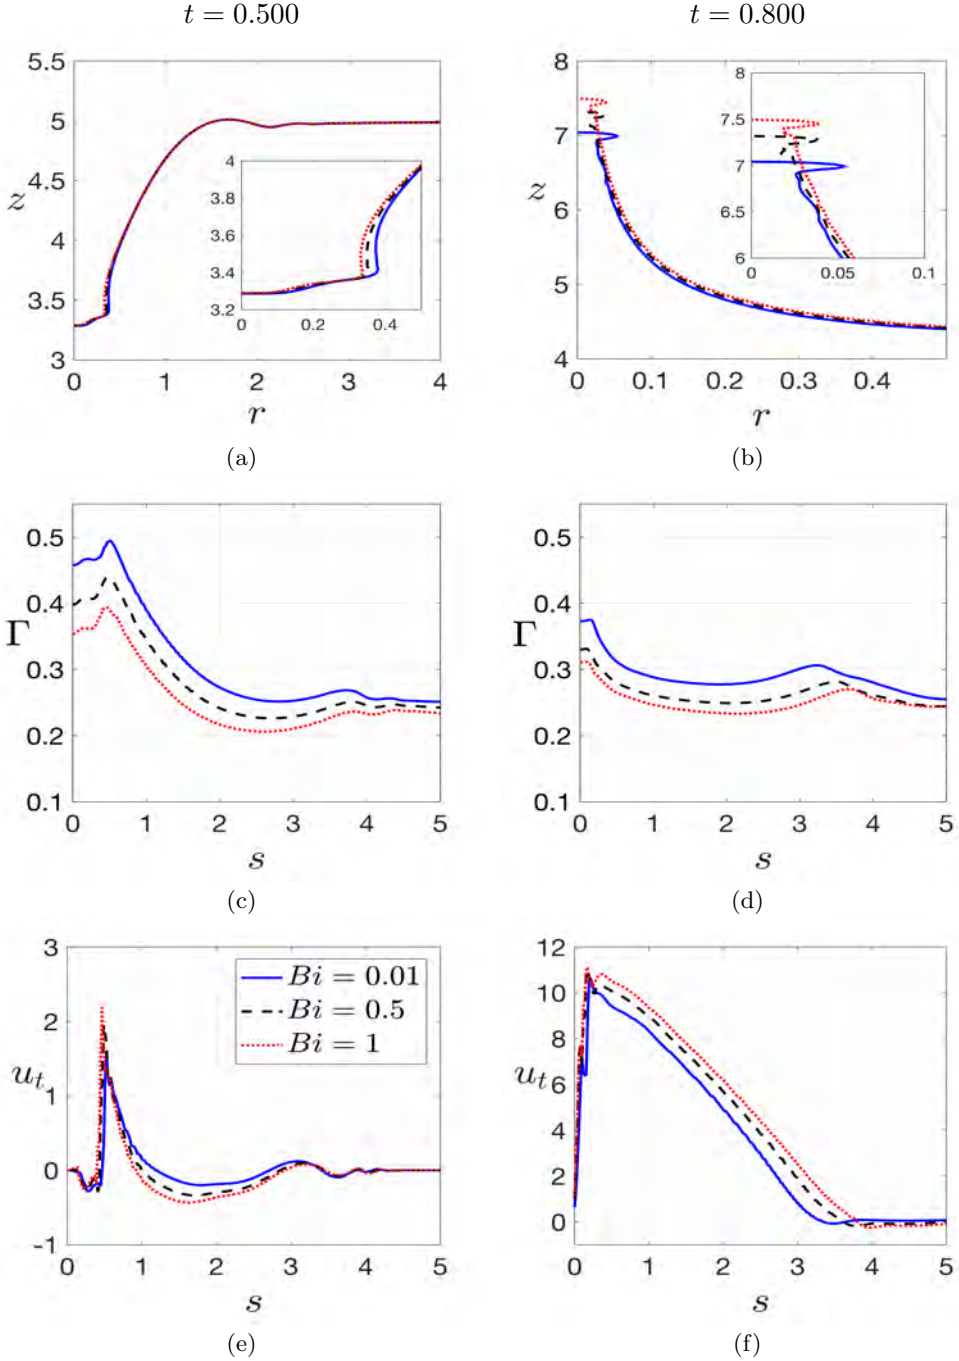 t = 0.500
t = 0.800
5.5
5
4.5
4
3.5
3
z
0 1 2 3 4
r
4
3.8
3.6
3.4
3.2
0 0.2 0.4
(a)
8
7
6
5
4
z
0 0.1 0.2 0.3 0.4
r
8
7.5
7
6.5
6
0 0.05 0.1
(b)
0.5
0.4
0.3
0.2
0.1
Γ
0 1 2 3 4 5
s
(c)
0.5
0.4
0.3
0.2
0.1
Γ
0 1 2 3 4 5
s
(d)
3
2
1
0
-1
u_t
Bi = 0.01
Bi = 0.5
Bi = 1
0 1 2 3 4 5
s
(e)
12
10
8
6
4
2
0
u_t
0 1 2 3 4 5
s
(f)